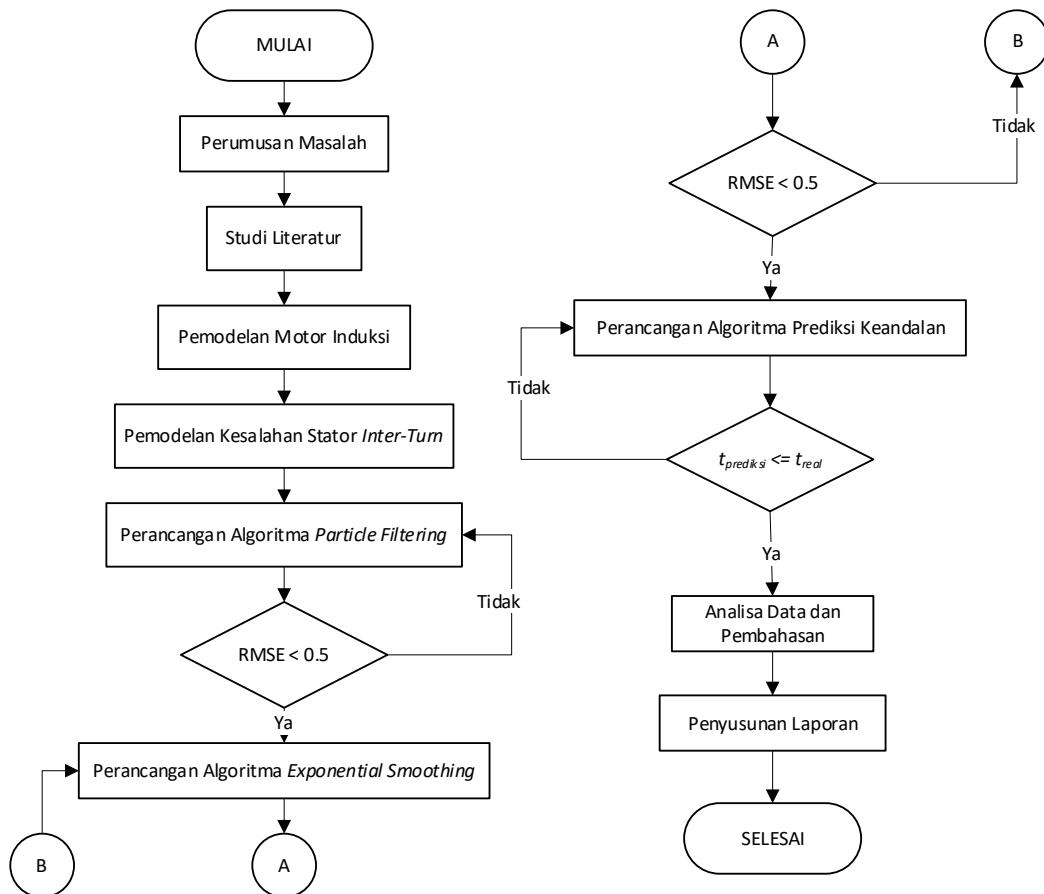 MULAI
Perumusan Masalah
Studi Literatur
Pemodelan Motor Induksi
Pemodelan Kesalahan Stator Inter-Turn
Perancangan Algoritma Particle Filtering
Tidak
RMSE < 0.5
Ya
Perancangan Algoritma Exponential Smoothing
B
A
A
B
Tidak
RMSE < 0.5
Ya
Perancangan Algoritma Prediksi Keandalan
Tidak
tprediksi <= treal
Ya
Analisa Data dan
Pembahasan
Penyusunan Laporan
SELESAI